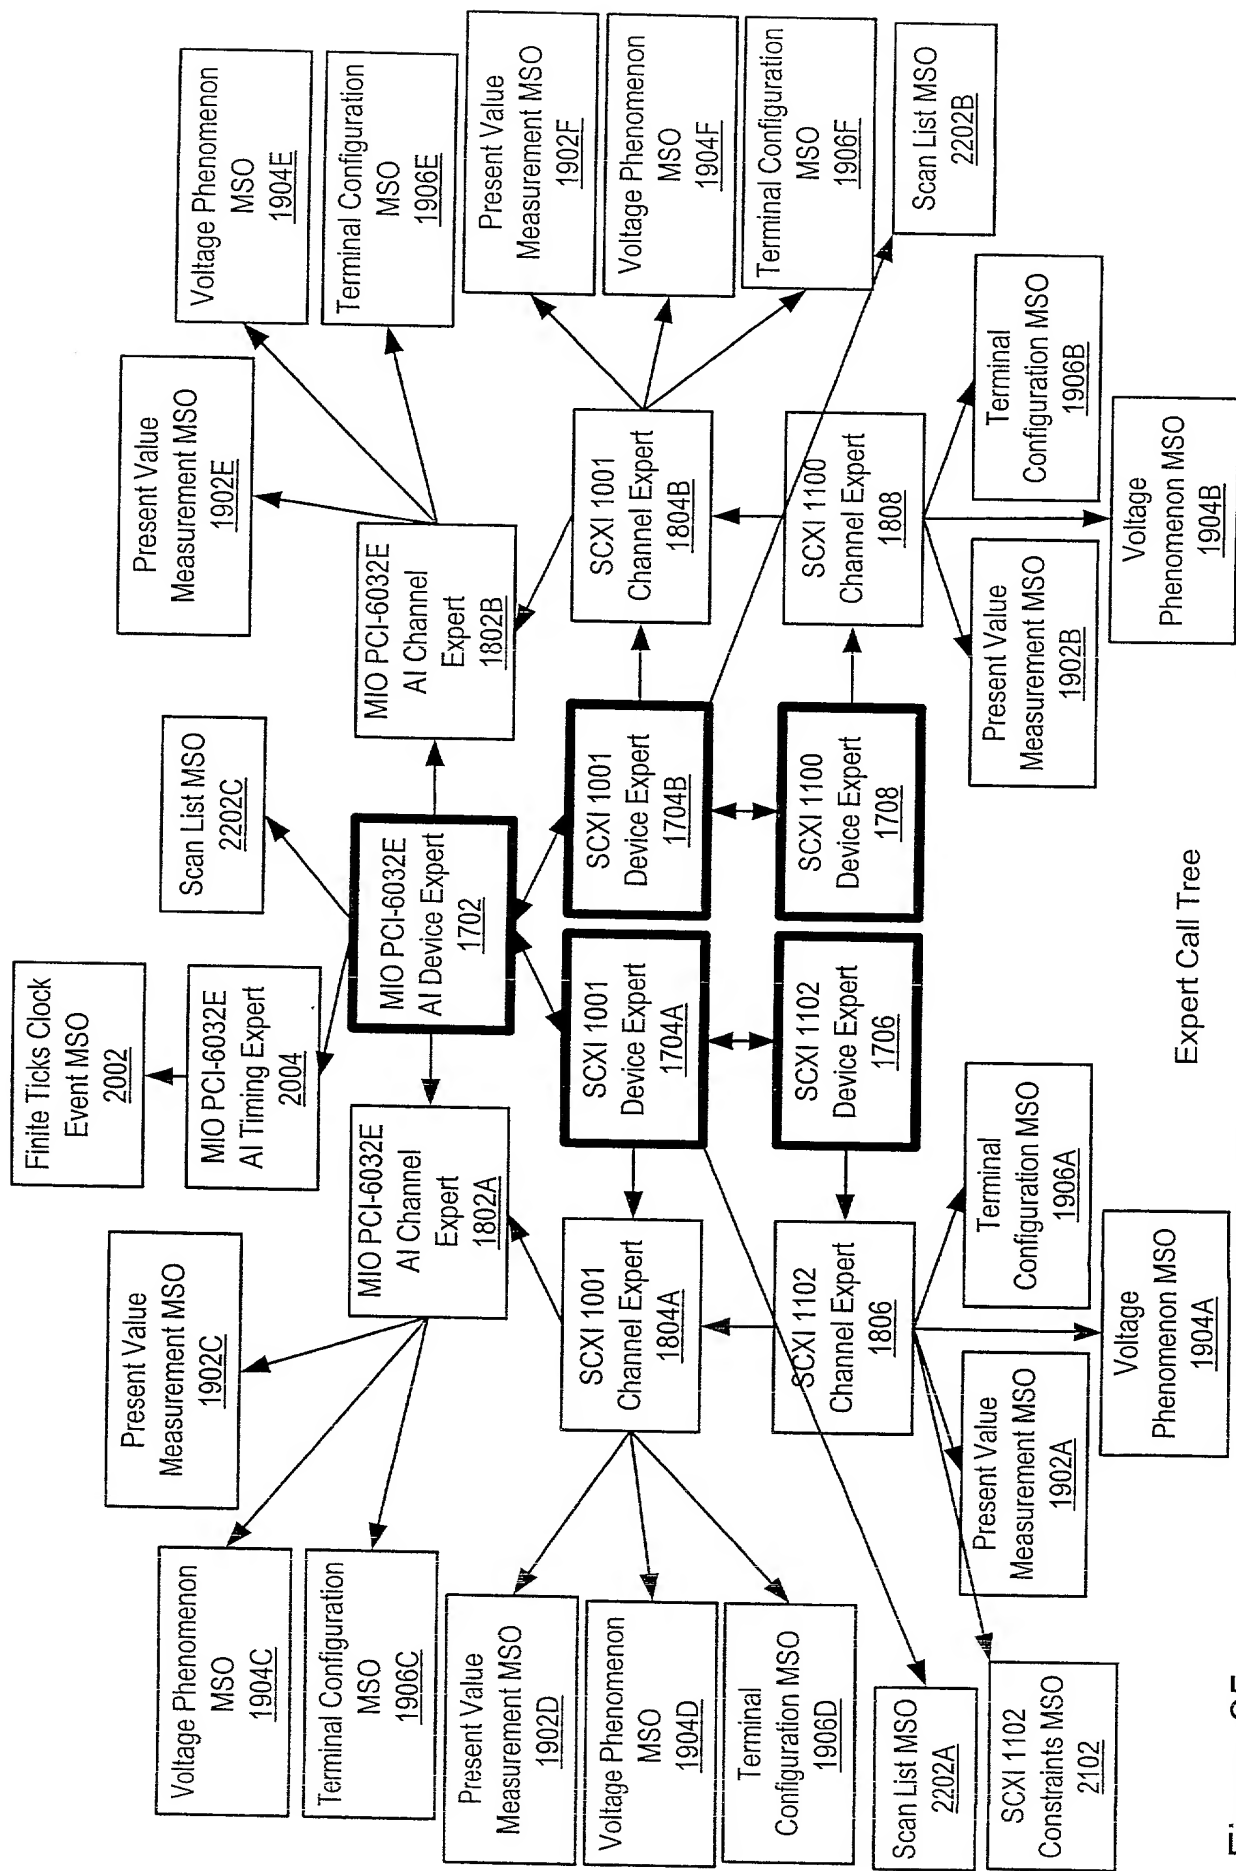 Finite Ticks Clock
Event MSO
2002
MIO PCI-6032E
AI Timing Expert
2004
Scan List MSO
2202C
Present Value
Measurement MSO
1902C
Present Value
Measurement MSO
1902E
Voltage Phenomenon
MSO
1904C
Voltage Phenomenon
MSO
1904E
Terminal Configuration
MSO
1906C
MIO PCI-6032E
AI Channel
Expert
1802A
MIO PCI-6032E
AI Device Expert
1702
MIO PCI-6032E
AI Channel
Expert
1802B
Terminal Configuration
MSO
1906E
Present Value
Measurement MSO
1902D
Present Value
Measurement MSO
1902F
SCXI 1001
Channel Expert
1804A
SCXI 1001
Device Expert
1704A
SCXI 1001
Device Expert
1704B
SCXI 1001
Channel Expert
1804B
Voltage Phenomenon
MSO
1904D
Voltage Phenomenon
MSO
1904F
Terminal
Configuration MSO
1906D
Terminal Configuration
MSO
1906F
SCXI 1102
Channel Expert
1806
SCXI 1102
Device Expert
1706
SCXI 1100
Device Expert
1708
SCXI 1100
Channel Expert
1808
Scan List MSO
2202A
Scan List MSO
2202B
SCXI 1102
Constraints MSO
2102
Present Value
Measurement MSO
1902A
Terminal
Configuration MSO
1906A
Present Value
Measurement MSO
1902B
Terminal
Configuration MSO
1906B
Voltage
Phenomenon MSO
1904A
Voltage
Phenomenon MSO
1904B
Expert Call Tree